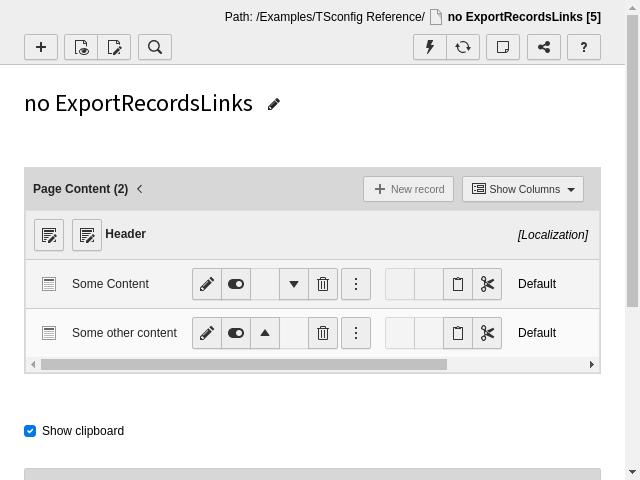 Path: /Examples/TSconfig Reference/ no ExportRecordsLinks [5]
?
no ExportRecordsLinks
Page Content (2)
New record
Show Columns
Header
[Localization]
Some Content
Default
Some other content
Default
Show clipboard